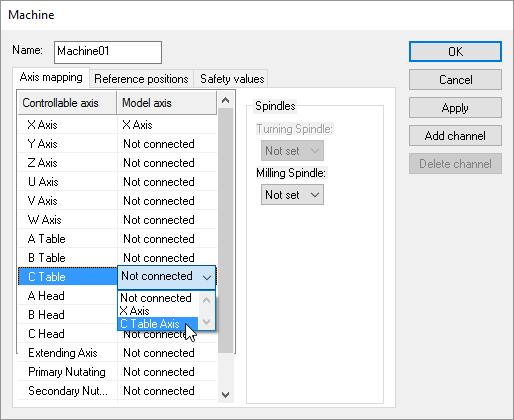 Machine
Name: Machine01
OK
Cancel
Apply
Add channel
Delete channel
Axis mapping Reference positions Safety values
Controllable axis Model axis
X Axis X Axis
Y Axis Not connected
Z Axis Not connected
U Axis Not connected
V Axis Not connected
W Axis Not connected
A Table Not connected
B Table Not connected
C Table Not connected
Not connected
X Axis
C Table Axis
A Head
B Head
C Head Not connected
Extending Axis Not connected
Primary Nutating Not connected
Secondary Nut... Not connected
Spindles
Turning Spindle:
Not set
Milling Spindle:
Not set